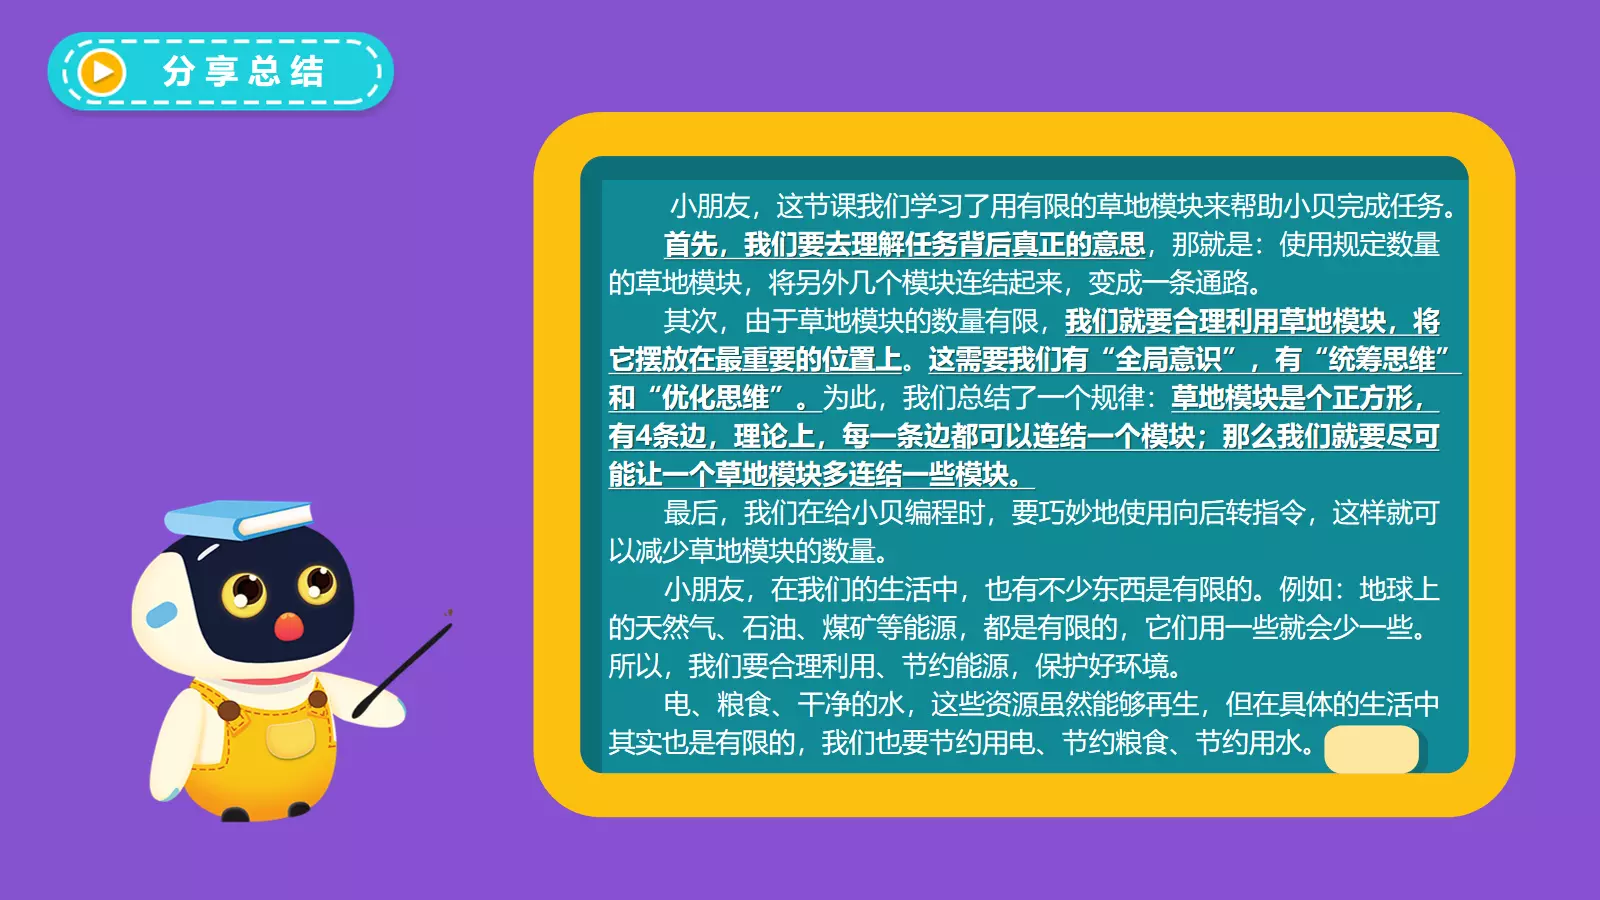 分享总结
小朋友，这节课我们学习了用有限的草地模块来帮助小贝完成任务。
首先，我们要去理解任务背后真正的意思，那就是：使用规定数量
的草地模块，将另外几个模块连结起来，变成一条通路。
其次，由于草地模块的数量有限，我们就要合理利用草地模块，将
它摆放在最重要的位置上。这需要我们有“全局意识”，有“统筹思维”
和“优化思维”。为此，我们总结了一个规律：草地模块是个正方形，
有4条边，理论上，每一条边都可以连结一个模块；那么我们就要尽可
能让一个草地模块多连结一些模块。
最后，我们在给小贝编程时，要巧妙地使用向后转指令，这样就可
以减少草地模块的数量。
小朋友，在我们的生活中，也有不少东西是有限的。例如：地球上
的天然气、石油、煤矿等能源，都是有限的，它们用一些就会少一些。
所以，我们要合理利用、节约能源，保护好环境。
电、粮食、干净的水，这些资源虽然能够再生，但在具体的生活中
其实也是有限的，我们也要节约用电、节约粮食、节约用水。